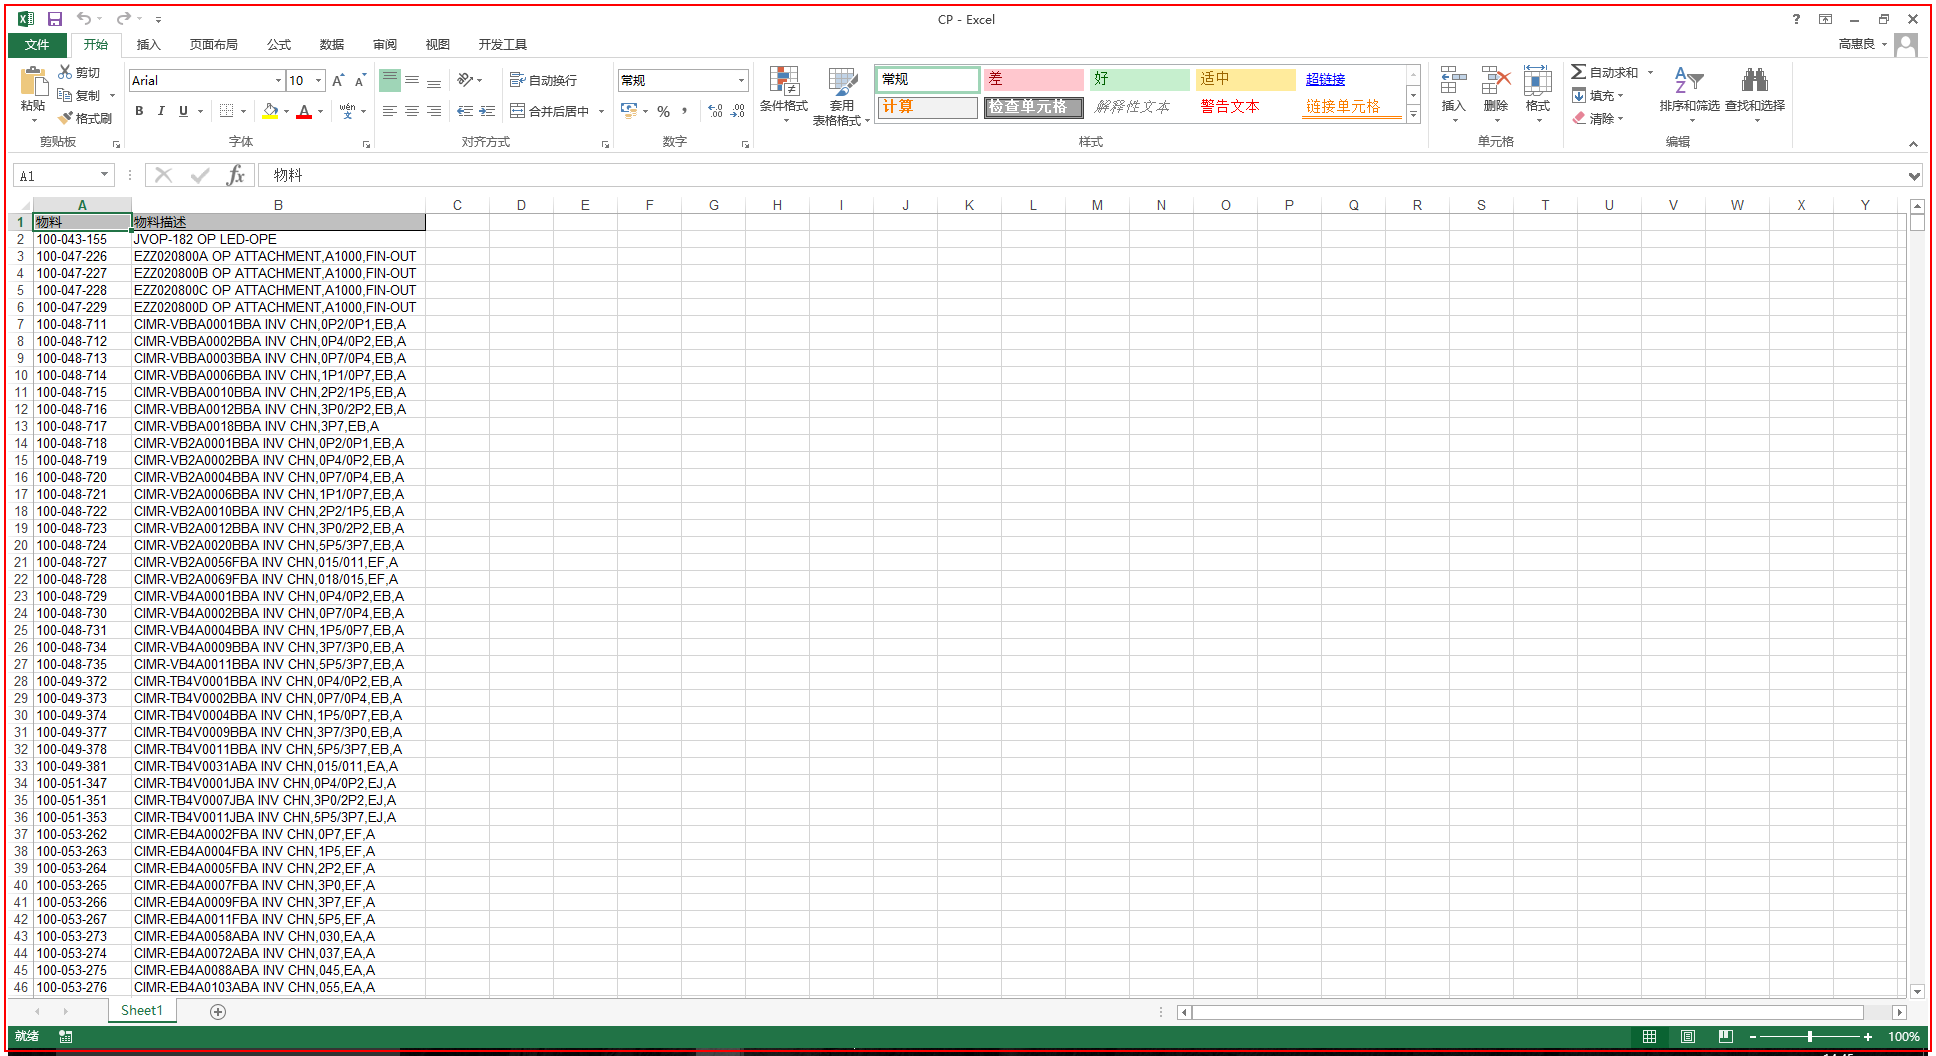 CP - Excel
?
文件 开始 插入 页面布局 公式 数据 审阅 视图 开发工具 高惠良
粘贴 剪切 复制 格式刷 剪贴板
Arial 10 B I U wén 文 字体
自动换行 合并后居中 对齐方式
常规 % , 数字
条件格式 套用 表格格式
常规 差 好 适中 超链接
计算 检查单元格 解释性文本 警告文本 链接单元格
样式
插入 删除 格式 单元格
自动求和 填充 清除 排序和筛选 查找和选择 编辑
A1 fx 物料
A B C D E F G H I J K L M N O P Q R S T U V W X Y
1 物料 物料描述
2 100-043-155 JVOP-182 OP LED-OPE
3 100-047-226 EZZ020800A OP ATTACHMENT,A1000,FIN-OUT
4 100-047-227 EZZ020800B OP ATTACHMENT,A1000,FIN-OUT
5 100-047-228 EZZ020800C OP ATTACHMENT,A1000,FIN-OUT
6 100-047-229 EZZ020800D OP ATTACHMENT,A1000,FIN-OUT
7 100-048-711 CIMR-VBBA0001BBA INV CHN,0P2/0P1,EB,A
8 100-048-712 CIMR-VBBA0002BBA INV CHN,0P4/0P2,EB,A
9 100-048-713 CIMR-VBBA0003BBA INV CHN,0P7/0P4,EB,A
10 100-048-714 CIMR-VBBA0006BBA INV CHN,1P1/0P7,EB,A
11 100-048-715 CIMR-VBBA0010BBA INV CHN,2P2/1P5,EB,A
12 100-048-716 CIMR-VBBA0012BBA INV CHN,3P0/2P2,EB,A
13 100-048-717 CIMR-VBBA0018BBA INV CHN,3P7,EB,A
14 100-048-718 CIMR-VB2A0001BBA INV CHN,0P2/0P1,EB,A
15 100-048-719 CIMR-VB2A0002BBA INV CHN,0P4/0P2,EB,A
16 100-048-720 CIMR-VB2A0004BBA INV CHN,0P7/0P4,EB,A
17 100-048-721 CIMR-VB2A0006BBA INV CHN,1P1/0P7,EB,A
18 100-048-722 CIMR-VB2A0010BBA INV CHN,2P2/1P5,EB,A
19 100-048-723 CIMR-VB2A0012BBA INV CHN,3P0/2P2,EB,A
20 100-048-724 CIMR-VB2A0020BBA INV CHN,5P5/3P7,EB,A
21 100-048-727 CIMR-VB2A0056FBA INV CHN,015/011,EF,A
22 100-048-728 CIMR-VB2A0069FBA INV CHN,018/015,EF,A
23 100-048-729 CIMR-VB4A0001BBA INV CHN,0P4/0P2,EB,A
24 100-048-730 CIMR-VB4A0002BBA INV CHN,0P7/0P4,EB,A
25 100-048-731 CIMR-VB4A0004BBA INV CHN,1P5/0P7,EB,A
26 100-048-734 CIMR-VB4A0009BBA INV CHN,3P7/3P0,EB,A
27 100-048-735 CIMR-VB4A0011BBA INV CHN,5P5/3P7,EB,A
28 100-049-372 CIMR-TB4V0001BBA INV CHN,0P4/0P2,EB,A
29 100-049-373 CIMR-TB4V0002BBA INV CHN,0P7/0P4,EB,A
30 100-049-374 CIMR-TB4V0004BBA INV CHN,1P5/0P7,EB,A
31 100-049-377 CIMR-TB4V0009BBA INV CHN,3P7/3P0,EB,A
32 100-049-378 CIMR-TB4V0011BBA INV CHN,5P5/3P7,EB,A
33 100-049-381 CIMR-TB4V0031ABA INV CHN,015/011,EA,A
34 100-051-347 CIMR-TB4V0001JBA INV CHN,0P4/0P2,EJ,A
35 100-051-351 CIMR-TB4V0007JBA INV CHN,3P0/2P2,EJ,A
36 100-051-353 CIMR-TB4V0011JBA INV CHN,5P5/3P7,EJ,A
37 100-053-262 CIMR-EB4A0002FBA INV CHN,0P7,EF,A
38 100-053-263 CIMR-EB4A0004FBA INV CHN,1P5,EF,A
39 100-053-264 CIMR-EB4A0005FBA INV CHN,2P2,EF,A
40 100-053-265 CIMR-EB4A0007FBA INV CHN,3P0,EF,A
41 100-053-266 CIMR-EB4A0009FBA INV CHN,3P7,EF,A
42 100-053-267 CIMR-EB4A0011FBA INV CHN,5P5,EF,A
43 100-053-273 CIMR-EB4A0058ABA INV CHN,030,EA,A
44 100-053-274 CIMR-EB4A0072ABA INV CHN,037,EA,A
45 100-053-275 CIMR-EB4A0088ABA INV CHN,045,EA,A
46 100-053-276 CIMR-EB4A0103ABA INV CHN,055,EA,A
Sheet1
就绪 100%